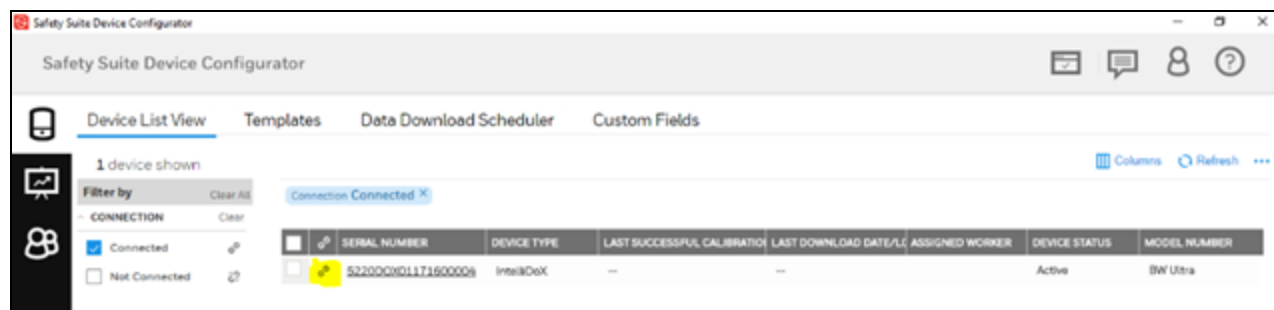 Safety Suite Device Configurator
Safety Suite Device Configurator
Device List View Templates Data Download Scheduler Custom Fields
1 device shown Columns Refresh
Filter by Clear All Connection Connected ×
CONNECTION Clear
Connected SERIAL NUMBER DEVICE TYPE LAST SUCCESSFUL CALIBRATIO LAST DOWNLOAD DATE/LO ASSIGNED WORKER DEVICE STATUS MODEL NUMBER
Not Connected IntelliDoX --- --- Active BW Ultra